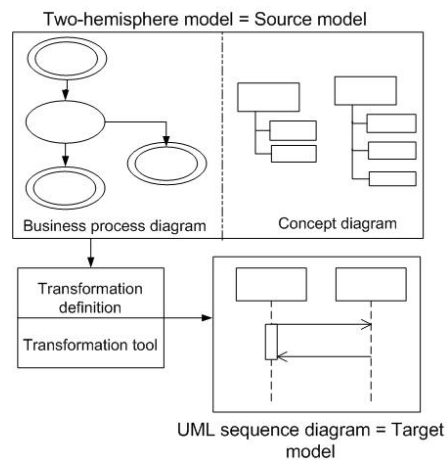 Two-hemisphere model = Source model
Business process diagram
Concept diagram
Transformation
definition
Transformation tool
UML sequence diagram = Target
model